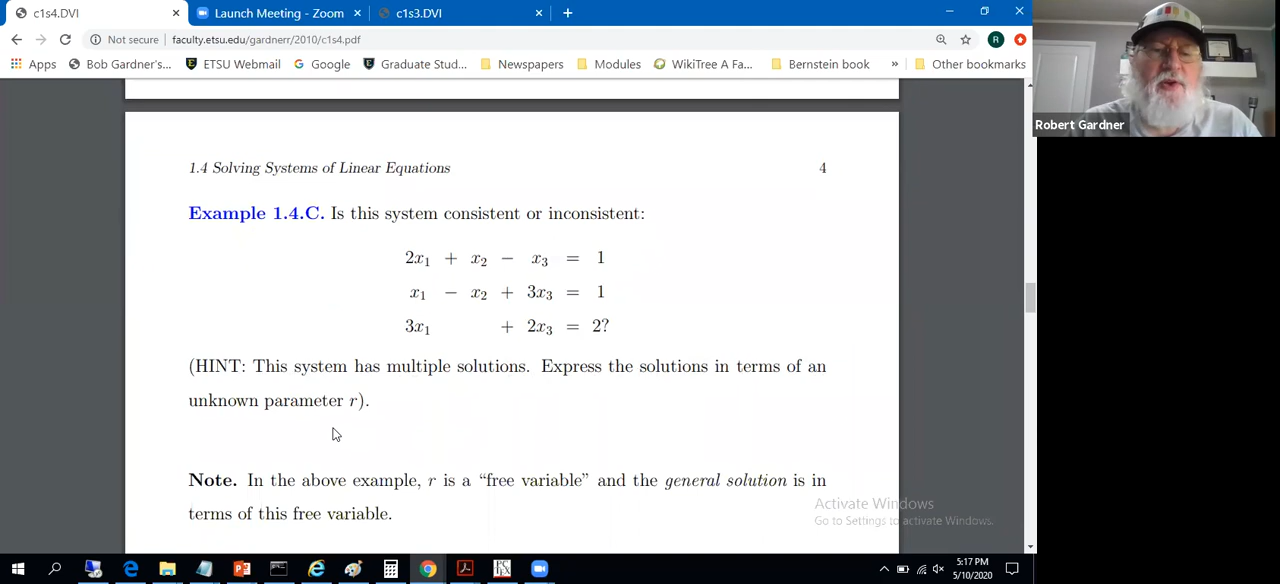 c1s4.DVI
Launch Meeting - Zoom
c1s3.DVI
Not secure | faculty.etsu.edu/gardnerr/2010/c1s4.pdf
R
Apps
Bob Gardner's...
ETSU Webmail
Google
Graduate Stud...
Newspapers
Modules
WikiTree A Fa...
Bernstein book
»
Other bookmarks
Robert Gardner
1.4 Solving Systems of Linear Equations 4
Example 1.4.C. Is this system consistent or inconsistent:
2x₁ + x₂ − x₃ = 1
x₁ − x₂ + 3x₃ = 1
3x₁ + 2x₃ = 2?
(HINT: This system has multiple solutions. Express the solutions in terms of an
unknown parameter r).
Note. In the above example, r is a “free variable” and the general solution is in
terms of this free variable.
Activate Windows
Go to Settings to activate Windows.
5:17 PM
5/10/2020